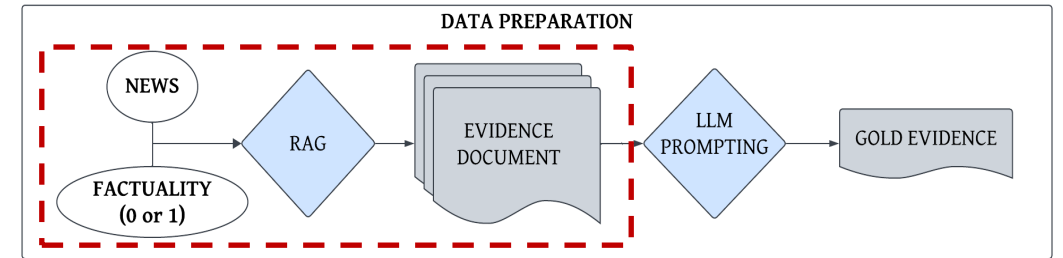 DATA PREPARATION
NEWS
FACTUALITY
(0 or 1)
RAG
EVIDENCE
DOCUMENT
LLM
PROMPTING
GOLD EVIDENCE